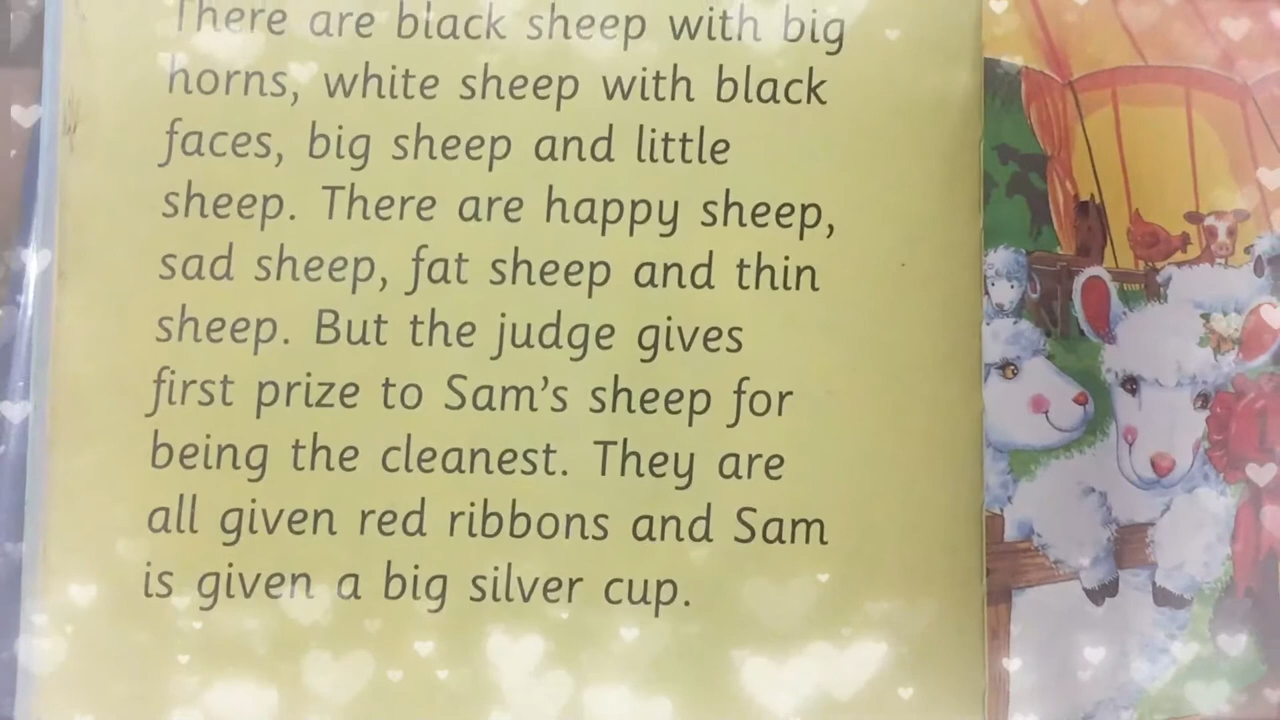 There are black sheep with big
horns, white sheep with black
faces, big sheep and little
sheep. There are happy sheep,
sad sheep, fat sheep and thin
sheep. But the judge gives
first prize to Sam's sheep for
being the cleanest. They are
all given red ribbons and Sam
is given a big silver cup.